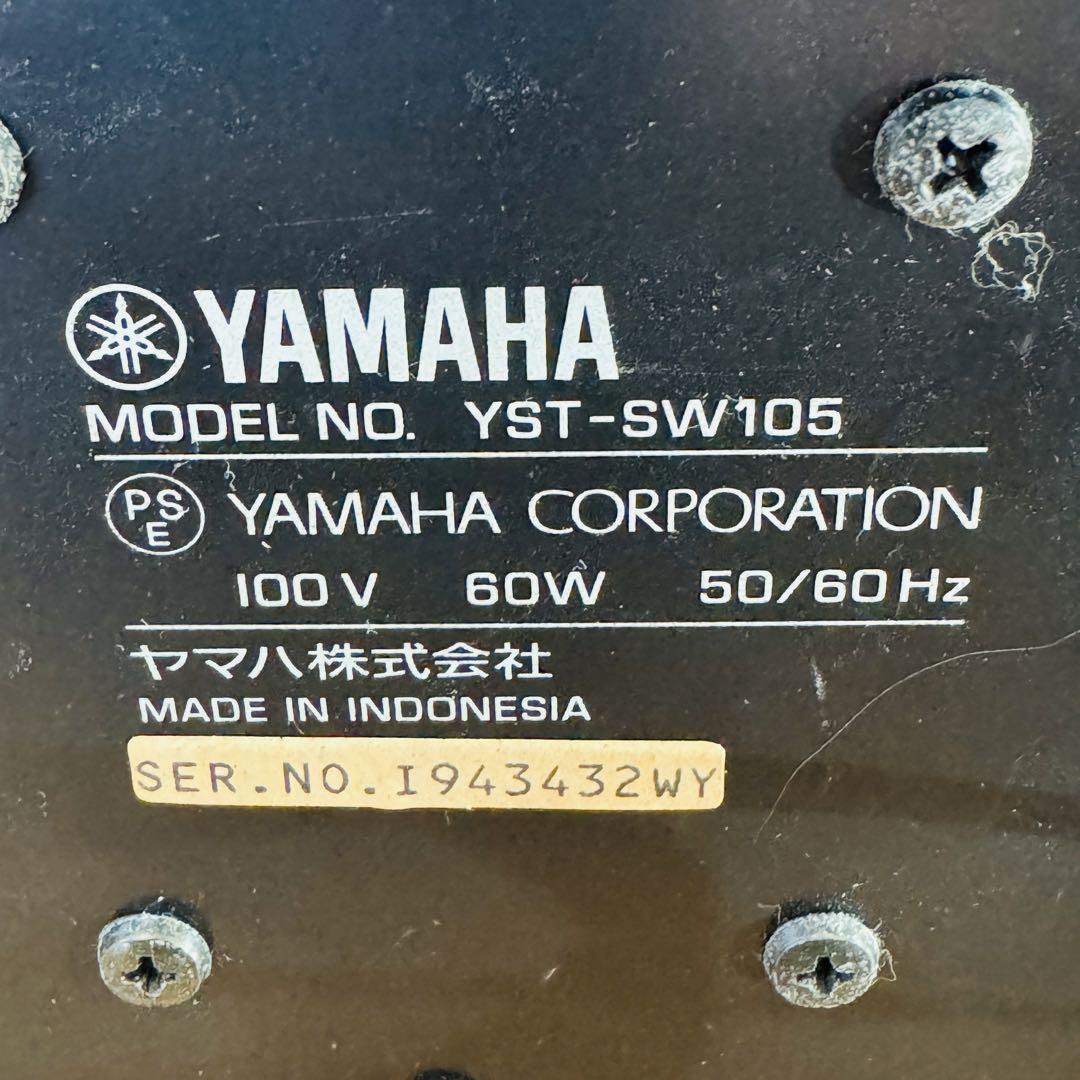 YAMAHA
MODEL NO. YST-SW105
PSE YAMAHA CORPORATION
100V 60W 50/60Hz
ヤマハ株式会社
MADE IN INDONESIA
SER.NO.I943432WY